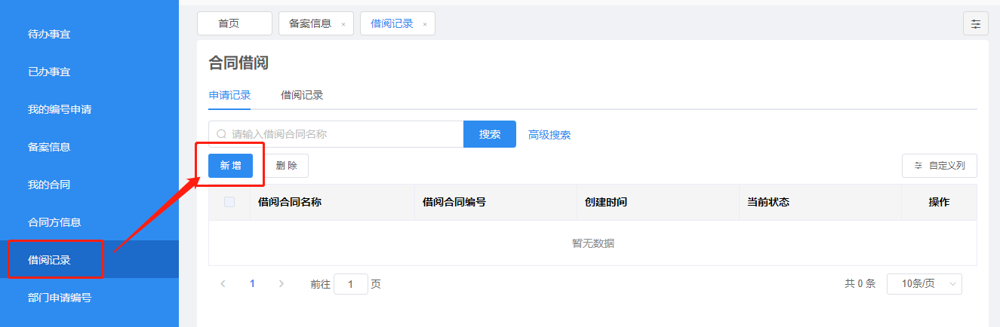 待办事宜
已办事宜
我的编号申请
备案信息
我的合同
合同方信息
借阅记录
部门申请编号
首页 备案信息 × 借阅记录 ×
合同借阅
申请记录 借阅记录
请输入借阅合同名称 搜索 高级搜索
新增 删除 自定义列
借阅合同名称 借阅合同编号 创建时间 当前状态 操作
暂无数据
< 1 > 前往 1 页 共 0 条 10条/页